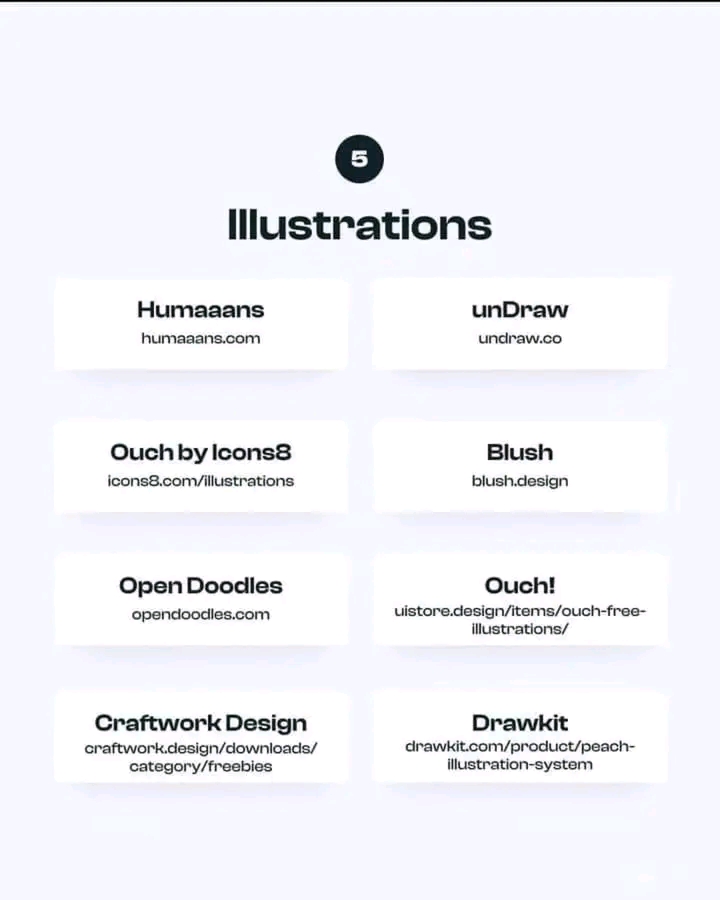 5
Illustrations
Humaaans
humaaans.com
unDraw
undraw.co
Ouch by Icons8
icons8.com/illustrations
Blush
blush.design
Open Doodles
opendoodles.com
Ouch!
uistore.design/items/ouch-free-
illustrations/
Craftwork Design
craftwork.design/downloads/
category/freebies
Drawkit
drawkit.com/product/peach-
illustration-system